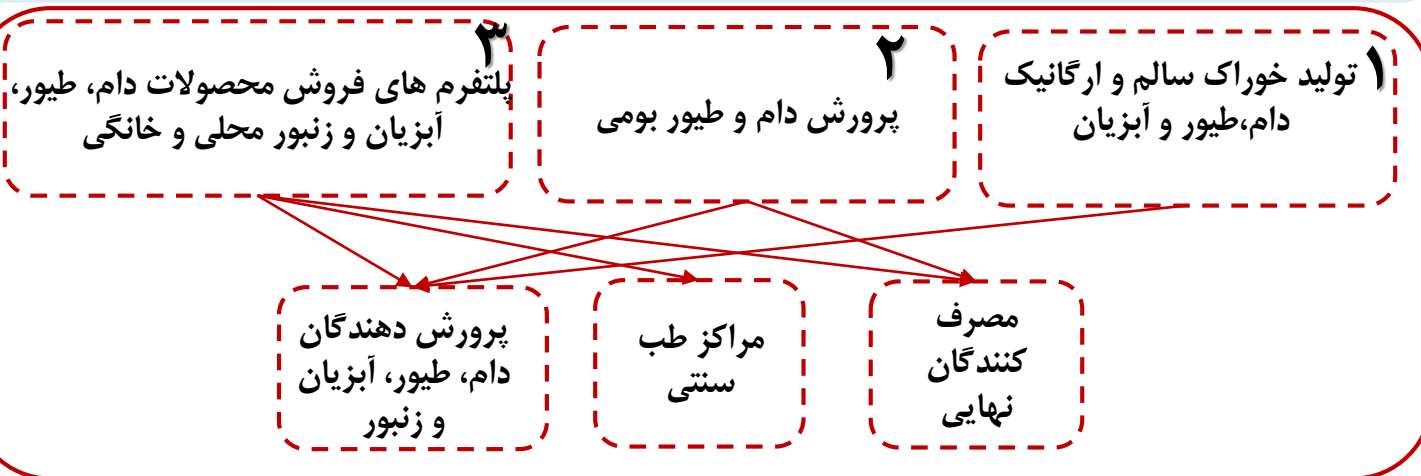 ۱
تولید خوراک سالم و ارگانیک
دام،طیور و آبزیان
۲
پرورش دام و طیور بومی
۳
پلتفرم های فروش محصولات دام، طیور،
آبزیان و زنبور محلی و خانگی
مصرف
کنندگان
نهایی
مراکز طب
سنتی
پرورش دهندگان
دام، طیور، آبزیان
و زنبور